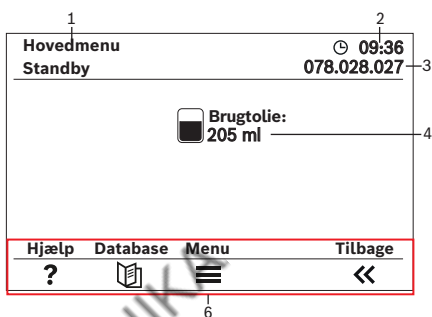 1 2
Hovedmenu 09:36
Standby 078.028.027 3
Brugtolie:
205 ml 4
Hjælp Database Menu Tilbage
?
6